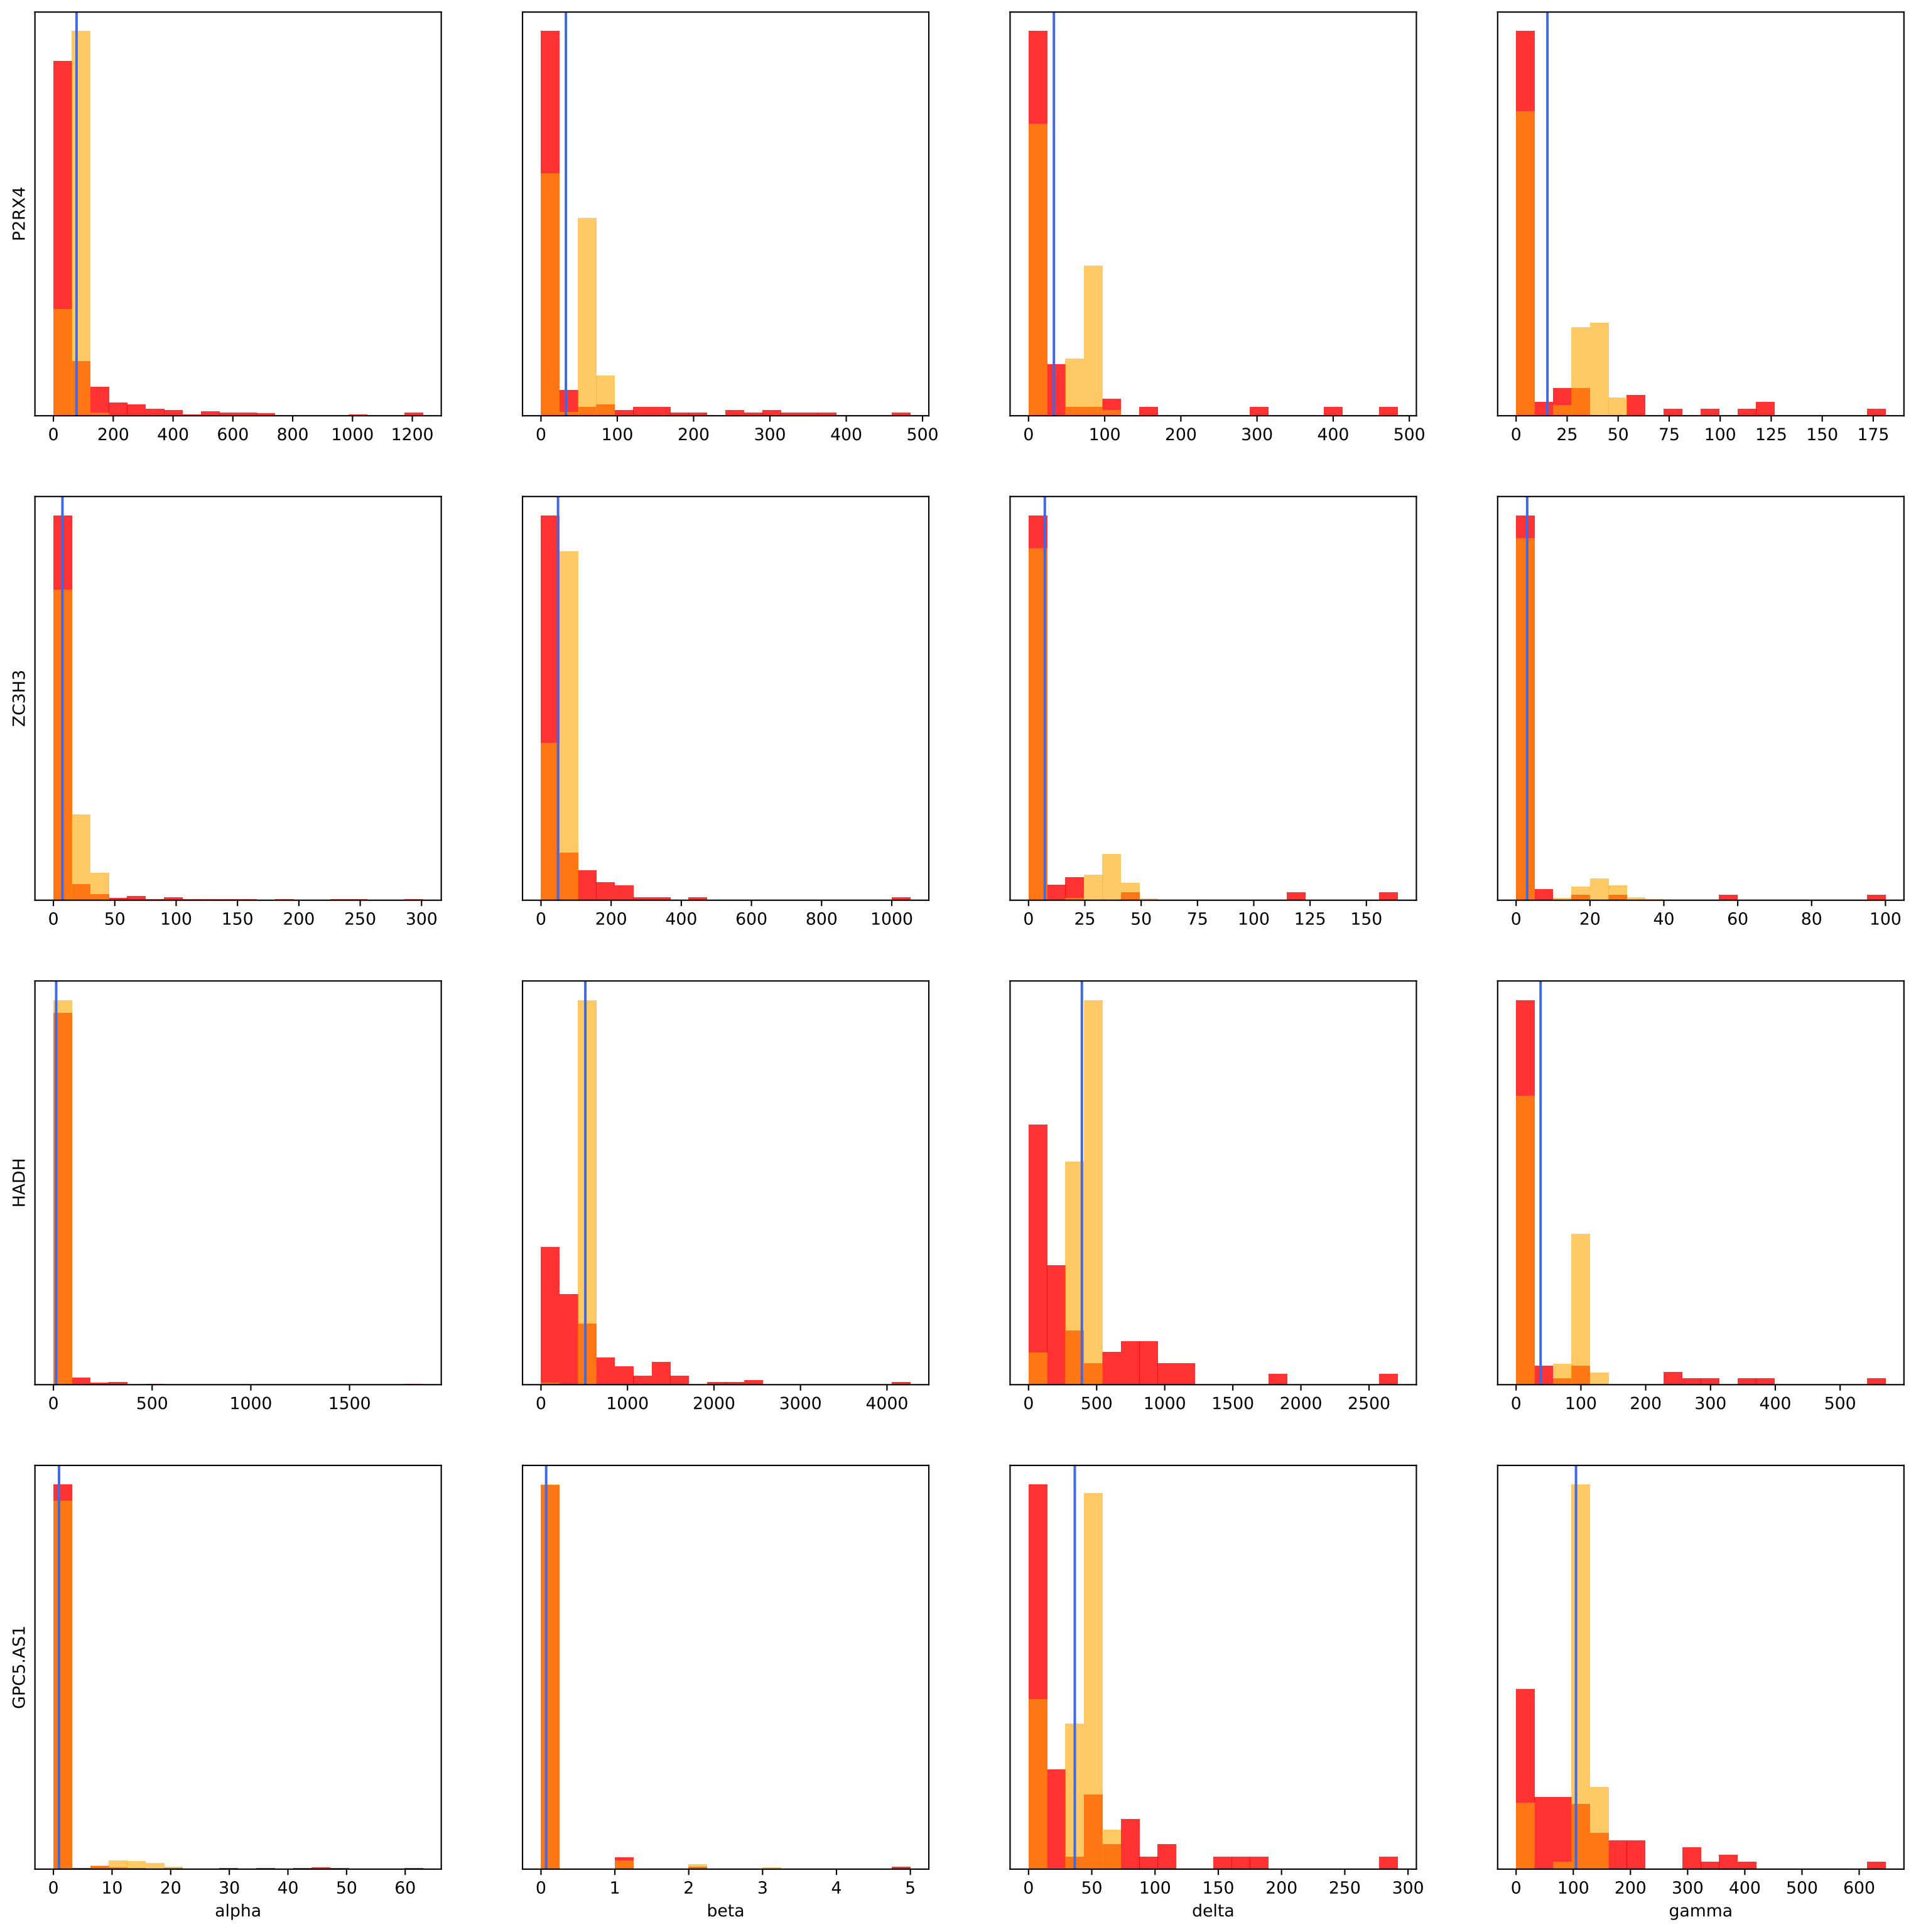 P2RX4
0 200 400 600 800 1000 1200
0 100 200 300 400 500
0 100 200 300 400 500
0 25 50 75 100 125 150 175
ZC3H3
0 50 100 150 200 250 300
0 200 400 600 800 1000
0 25 50 75 100 125 150
0 20 40 60 80 100
HADH
0 500 1000 1500
0 1000 2000 3000 4000
0 500 1000 1500 2000 2500
0 100 200 300 400 500
GPC5.AS1
0 10 20 30 40 50 60
0 1 2 3 4 5
0 50 100 150 200 250 300
0 100 200 300 400 500 600
alpha
beta
delta
gamma